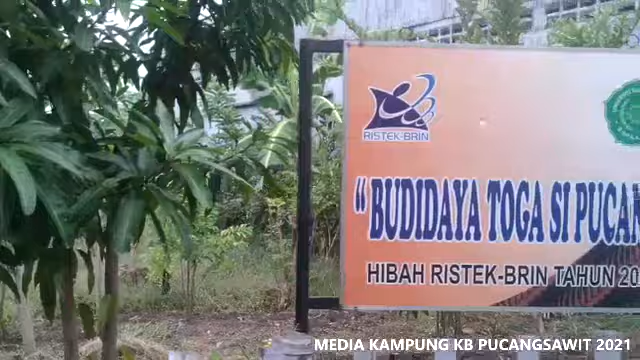 RISTEK-BRIN
“BUDIDAYA TOGA SI PUCAN
HIBAH RISTEK-BRIN TAHUN 20
MEDIA KAMPUNG KB PUCANGSAWIT 2021